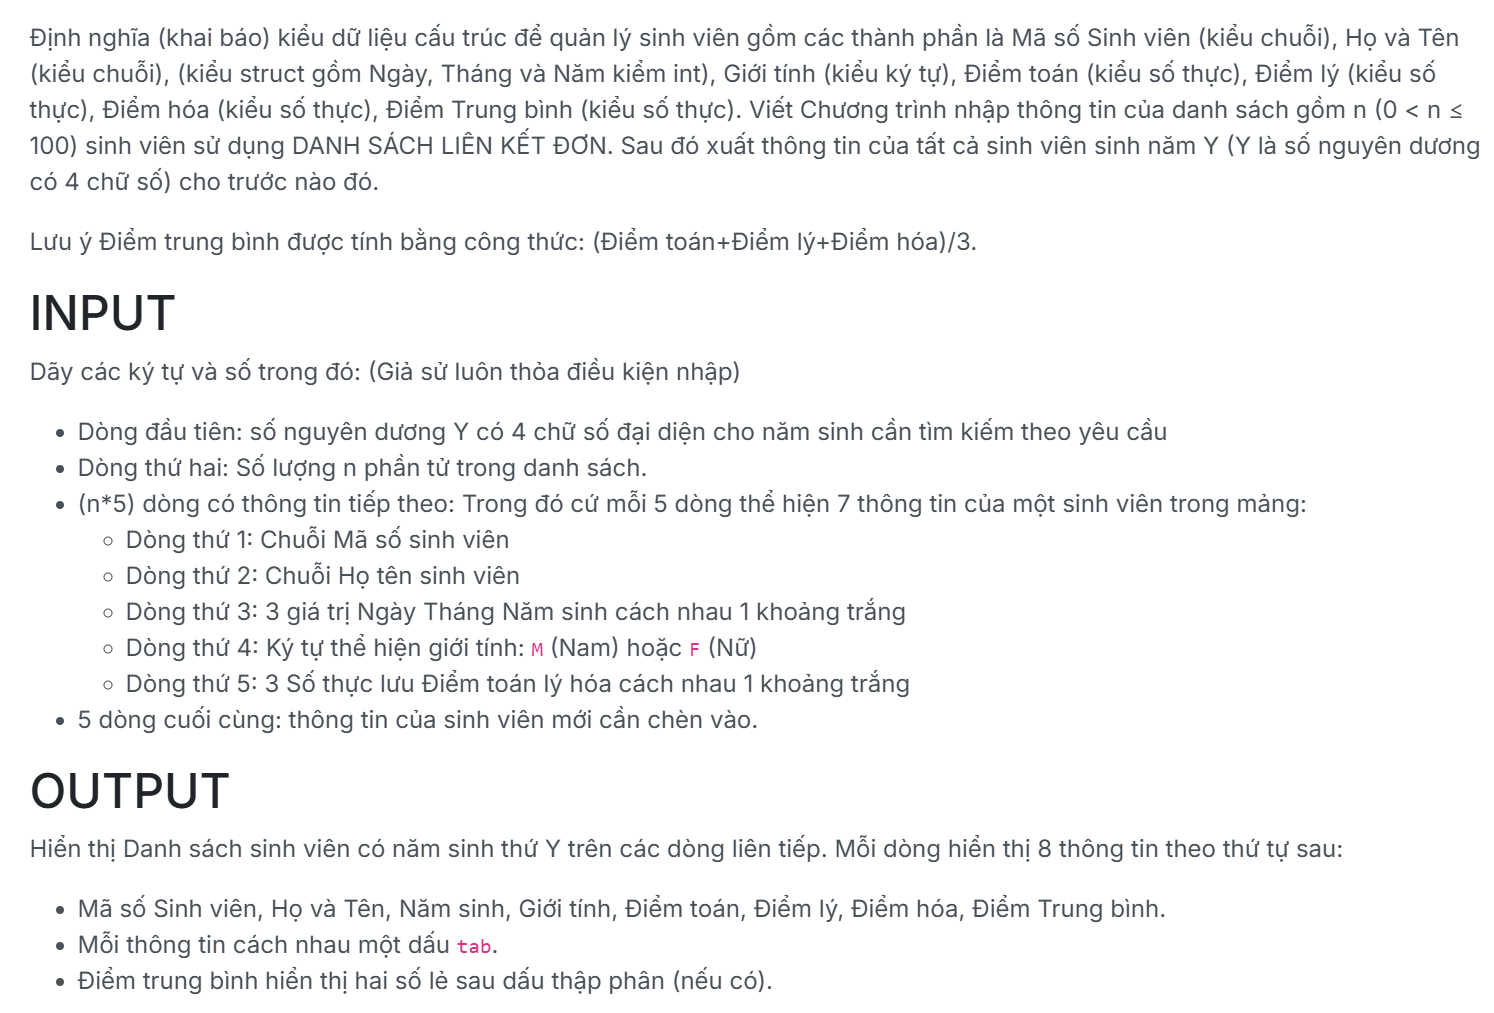 Định nghĩa (khai báo) kiểu dữ liệu cấu trúc để quản lý sinh viên gồm các thành phần là Mã số Sinh viên (kiểu chuỗi), Họ và Tên
(kiểu chuỗi), (kiểu struct gồm Ngày, Tháng và Năm kiểm int), Giới tính (kiểu ký tự), Điểm toán (kiểu số thực), Điểm lý (kiểu số
thực), Điểm hóa (kiểu số thực), Điểm Trung bình (kiểu số thực). Viết Chương trình nhập thông tin của danh sách gồm n (0 < n ≤
100) sinh viên sử dụng DANH SÁCH LIÊN KẾT ĐƠN. Sau đó xuất thông tin của tất cả sinh viên sinh năm Y (Y là số nguyên dương
có 4 chữ số) cho trước nào đó.
Lưu ý Điểm trung bình được tính bằng công thức: (Điểm toán+Điểm lý+Điểm hóa)/3.
INPUT
Dãy các ký tự và số trong đó: (Giả sử luôn thỏa điều kiện nhập)
• Dòng đầu tiên: số nguyên dương Y có 4 chữ số đại diện cho năm sinh cần tìm kiếm theo yêu cầu
• Dòng thứ hai: Số lượng n phần tử trong danh sách.
• (n*5) dòng có thông tin tiếp theo: Trong đó cứ mỗi 5 dòng thể hiện 7 thông tin của một sinh viên trong mảng:
◦ Dòng thứ 1: Chuỗi Mã số sinh viên
◦ Dòng thứ 2: Chuỗi Họ tên sinh viên
◦ Dòng thứ 3: 3 giá trị Ngày Tháng Năm sinh cách nhau 1 khoảng trắng
◦ Dòng thứ 4: Ký tự thể hiện giới tính: M (Nam) hoặc F (Nữ)
◦ Dòng thứ 5: 3 Số thực lưu Điểm toán lý hóa cách nhau 1 khoảng trắng
• 5 dòng cuối cùng: thông tin của sinh viên mới cần chèn vào.
OUTPUT
Hiển thị Danh sách sinh viên có năm sinh thứ Y trên các dòng liên tiếp. Mỗi dòng hiển thị 8 thông tin theo thứ tự sau:
• Mã số Sinh viên, Họ và Tên, Năm sinh, Giới tính, Điểm toán, Điểm lý, Điểm hóa, Điểm Trung bình.
• Mỗi thông tin cách nhau một dấu tab.
• Điểm trung bình hiển thị hai số lẻ sau dấu thập phân (nếu có).